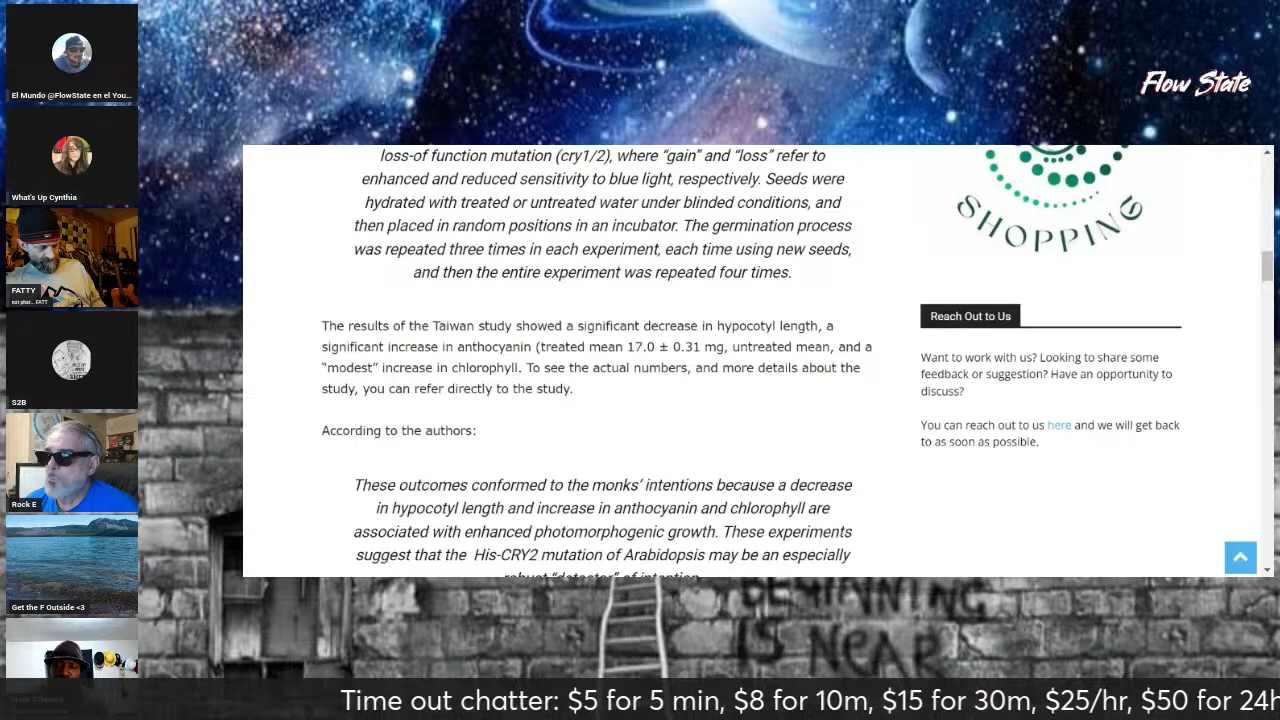 El Mundo @FlowState en el You...
What's Up Cynthia
FATTY
S2B
Rock E
Get the F Outside <3
Flow State
loss-of function mutation (cry1/2), where “gain” and “loss” refer to
enhanced and reduced sensitivity to blue light, respectively. Seeds were
hydrated with treated or untreated water under blinded conditions, and
then placed in random positions in an incubator. The germination process
was repeated three times in each experiment, each time using new seeds,
and then the entire experiment was repeated four times.
The results of the Taiwan study showed a significant decrease in hypocotyl length, a
significant increase in anthocyanin (treated mean 17.0 ± 0.31 mg, untreated mean, and a
“modest” increase in chlorophyll. To see the actual numbers, and more details about the
study, you can refer directly to the study.
According to the authors:
These outcomes conformed to the monks’ intentions because a decrease
in hypocotyl length and increase in anthocyanin and chlorophyll are
associated with enhanced photomorphogenic growth. These experiments
suggest that the His-CRY2 mutation of Arabidopsis may be an especially
robust “detector” of intention
SHOPPING
Reach Out to Us
Want to work with us? Looking to share some
feedback or suggestion? Have an opportunity to
discuss?
You can reach out to us here and we will get back
to as soon as possible.
BEGINNING
IS NEAR
Time out chatter: $5 for 5 min, $8 for 10m, $15 for 30m, $25/hr, $50 for 24h